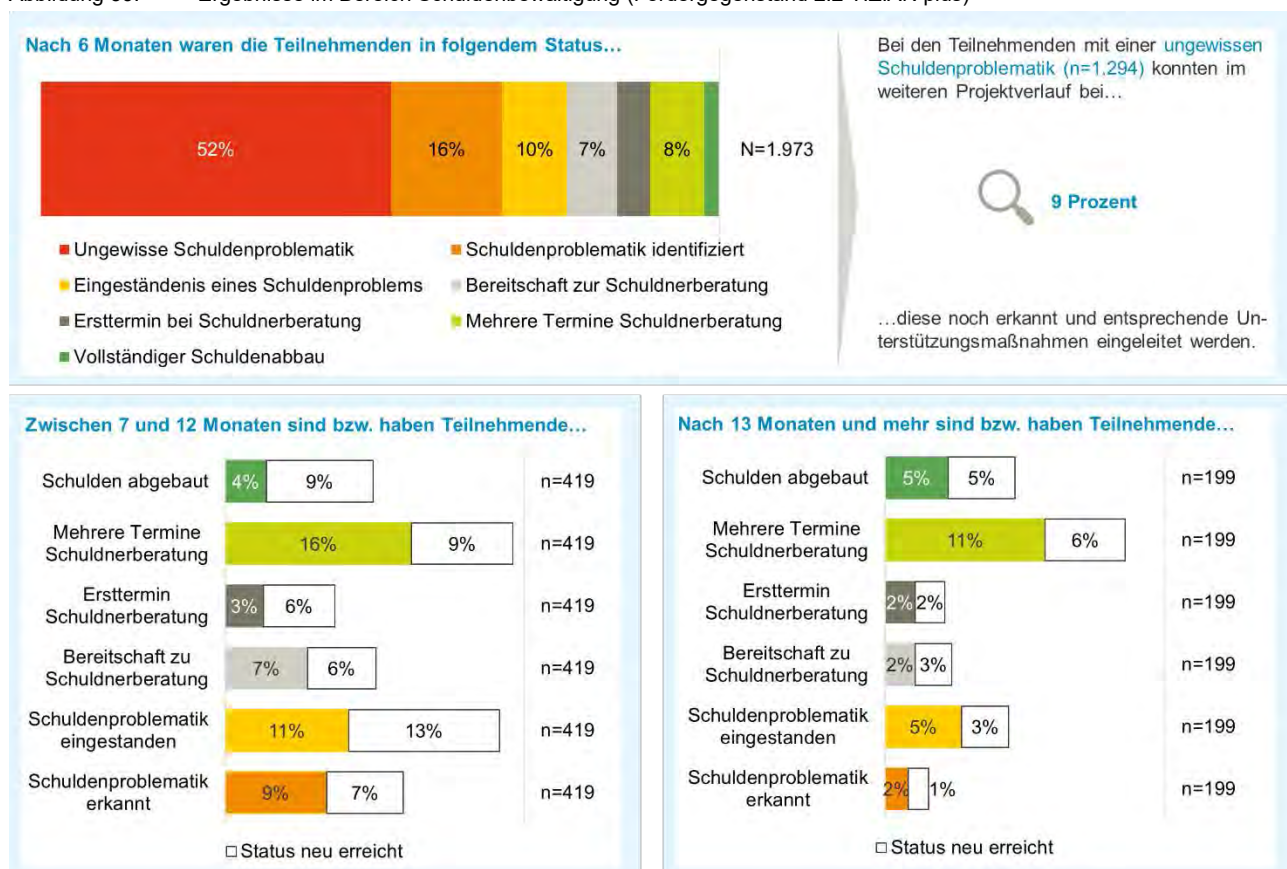 Nach 6 Monaten waren die Teilnehmenden in folgendem Status…
52%
16%
10%
7%
8%
N=1.973
Ungewisse Schuldenproblematik
Schuldenproblematik identifiziert
Eingeständenis eines Schuldenproblems
Bereitschaft zur Schuldnerberatung
Ersttermin bei Schuldnerberatung
Mehrere Termine Schuldnerberatung
Vollständiger Schuldenabbau
Bei den Teilnehmenden mit einer ungewissen
Schuldenproblematik (n=1.294) konnten im
weiteren Projektverlauf bei…
9 Prozent
…diese noch erkannt und entsprechende Un-
terstützungsmaßnahmen eingeleitet werden.
Zwischen 7 und 12 Monaten sind bzw. haben Teilnehmende…
Schulden abgebaut
4%
9%
n=419
Mehrere Termine
Schuldnerberatung
16%
9%
n=419
Ersttermin
Schuldnerberatung
3%
6%
n=419
Bereitschaft zu
Schuldnerberatung
7%
6%
n=419
Schuldenproblematik
eingestanden
11%
13%
n=419
Schuldenproblematik
erkannt
9%
7%
n=419
Status neu erreicht
Nach 13 Monaten und mehr sind bzw. haben Teilnehmende…
Schulden abgebaut
5%
5%
n=199
Mehrere Termine
Schuldnerberatung
11%
6%
n=199
Ersttermin
Schuldnerberatung
2%
2%
n=199
Bereitschaft zu
Schuldnerberatung
2%
3%
n=199
Schuldenproblematik
eingestanden
5%
3%
n=199
Schuldenproblematik
erkannt
2%
1%
n=199
Status neu erreicht